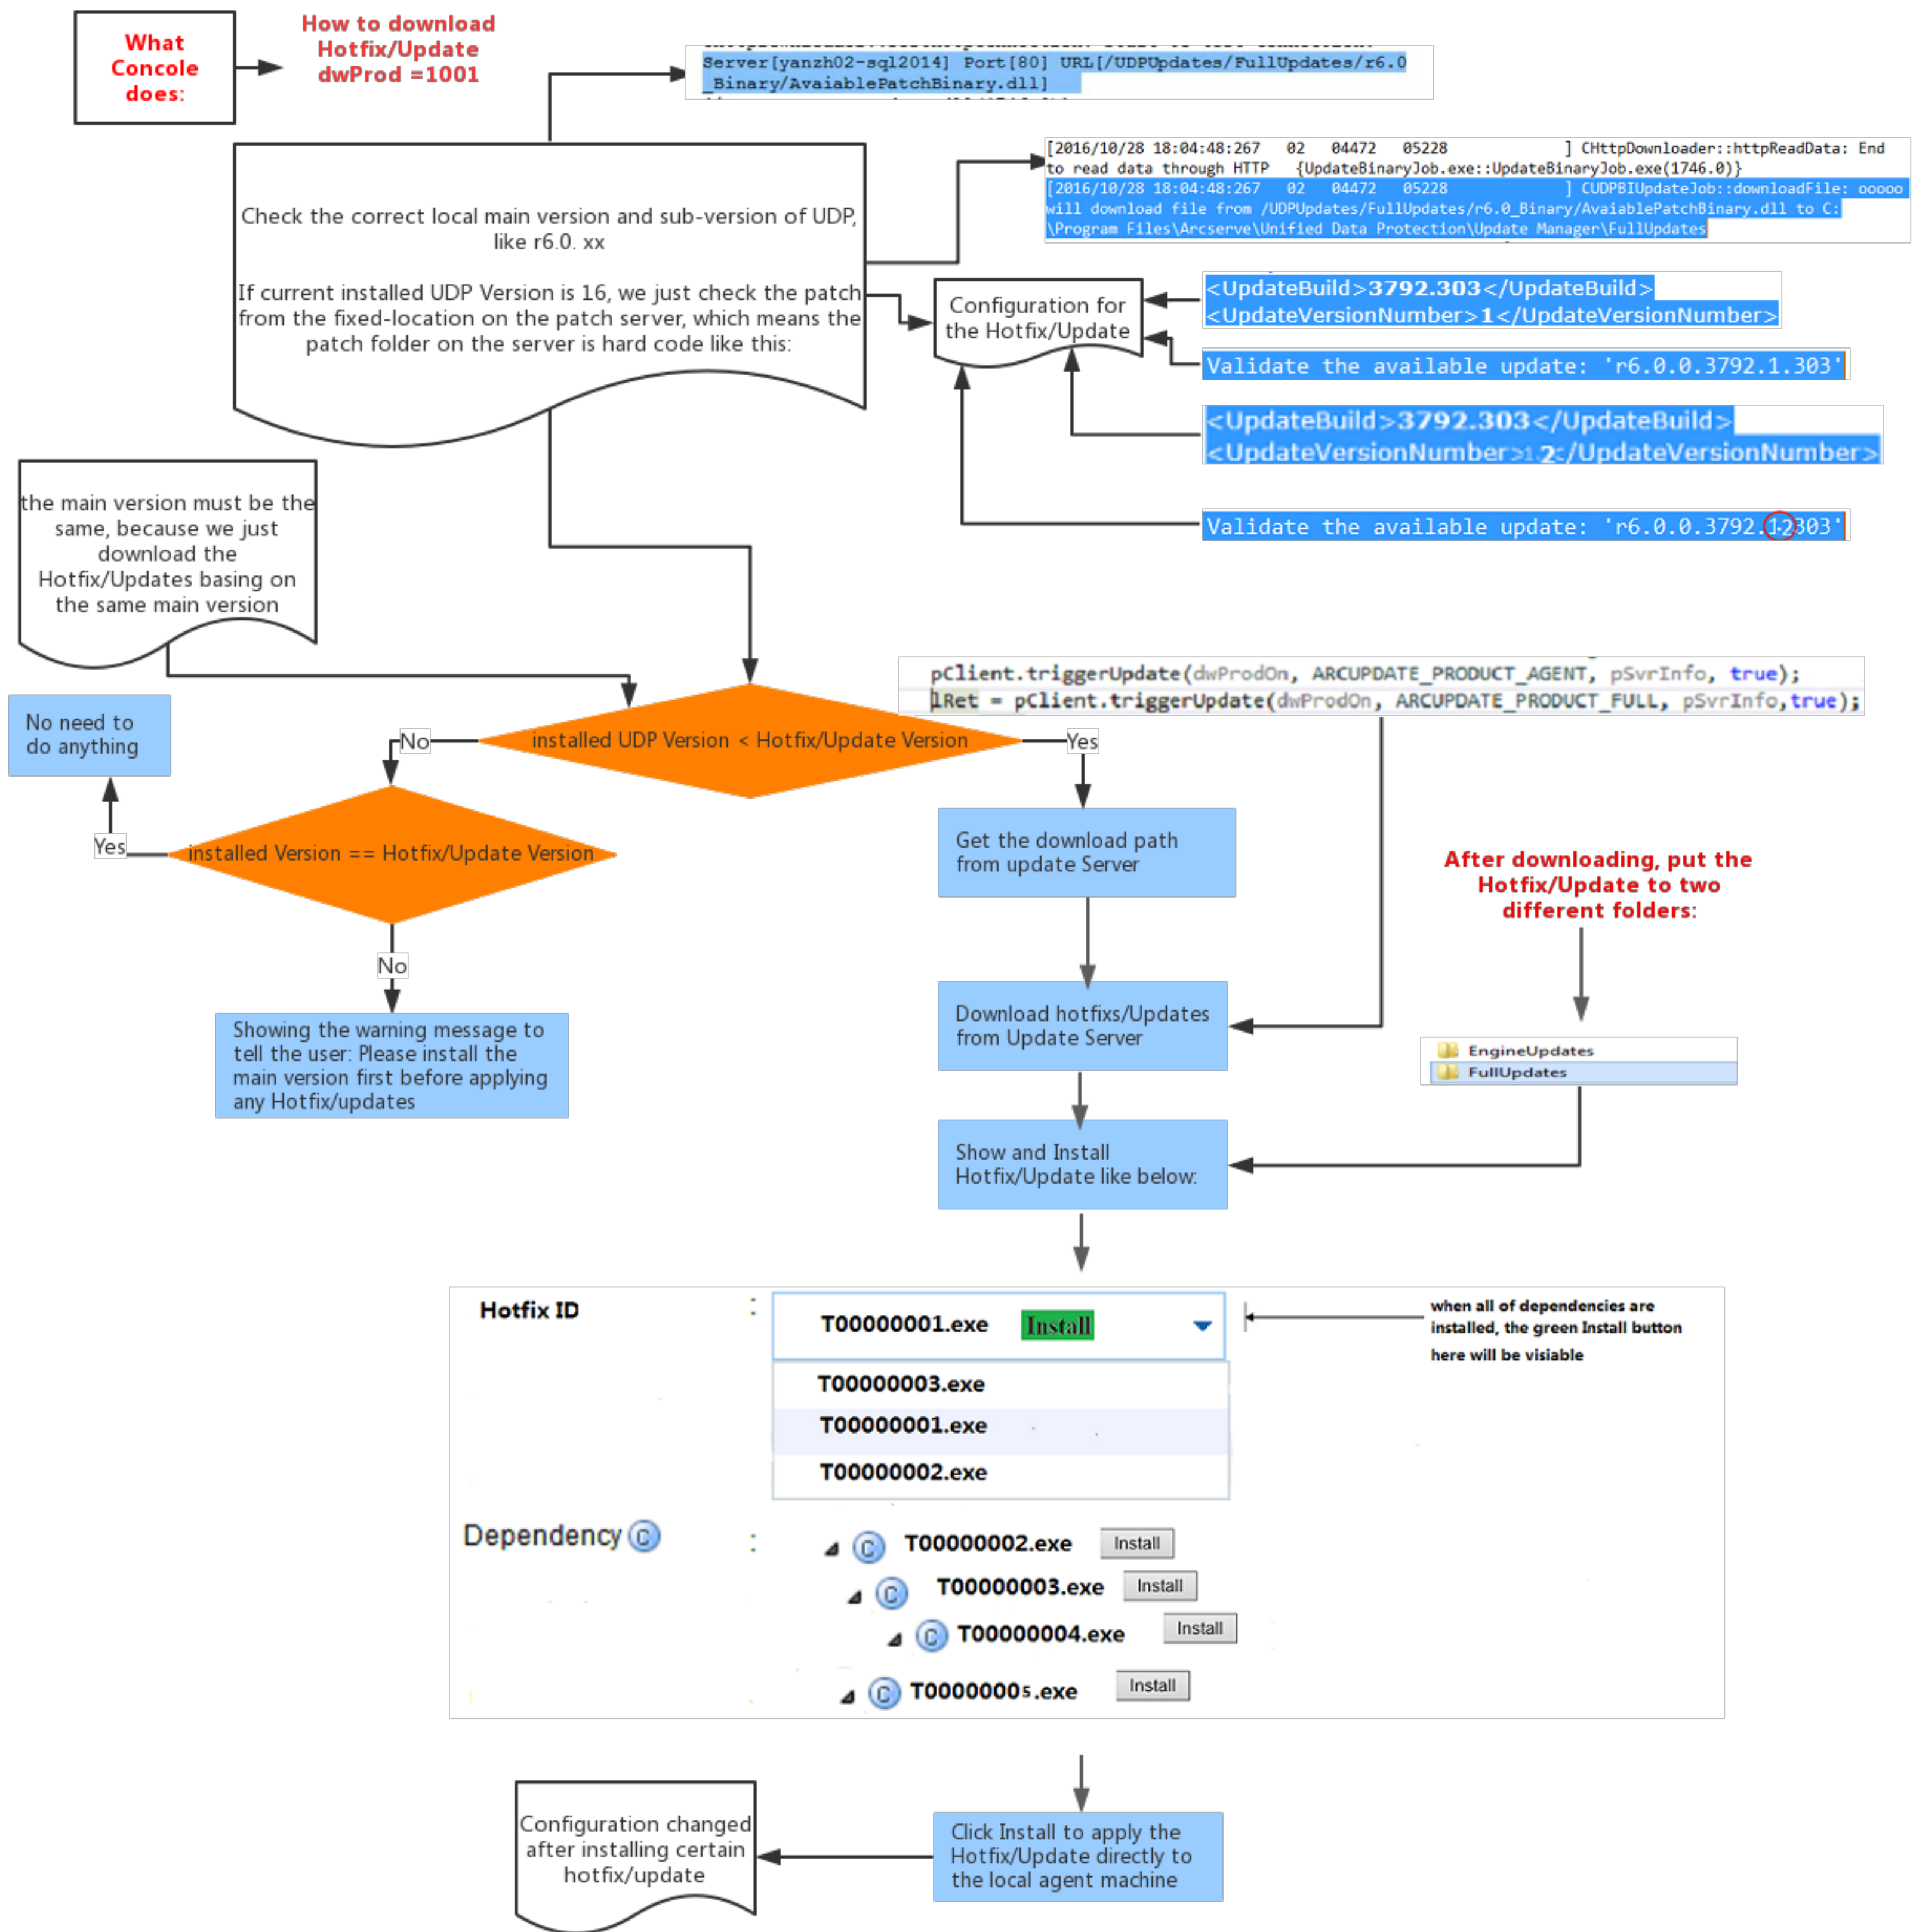 What
Concole
does:
How to download
Hotfix/Update
dwProd =1001
Server[yanzh02-sql2014] Port[80] URL[/UDPUpdates/FullUpdates/r6.0
_Binary/AvaiablePatchBinary.dll]
Check the correct local main version and sub-version of UDP,
like r6.0. xx
If current installed UDP Version is 16, we just check the patch
from the fixed-location on the patch server, which means the
patch folder on the server is hard code like this:
[2016/10/28 18:04:48:267 02 04472 05228 ] CHttpDownloader::httpReadData: End
to read data through HTTP {UpdateBinaryJob.exe::UpdateBinaryJob.exe(1746.0)}
[2016/10/28 18:04:48:267 02 04472 05228 ] CUDPBIUpdateJob::downloadFile: ooooo
will download file from /UDPUpdates/FullUpdates/r6.0_Binary/AvaiablePatchBinary.dll to C:
\Program Files\Arcserve\Unified Data Protection\Update Manager\FullUpdates
Configuration for
the Hotfix/Update
<UpdateBuild>3792.303</UpdateBuild>
<UpdateVersionNumber>1</UpdateVersionNumber>
Validate the available update: 'r6.0.0.3792.1.303'
<UpdateBuild>3792.303</UpdateBuild>
<UpdateVersionNumber>1.2</UpdateVersionNumber>
Validate the available update: 'r6.0.0.3792.1.2303'
the main version must be the
same, because we just
download the
Hotfix/Updates basing on
the same main version
pClient.triggerUpdate(dwProdOn, ARCUPDATE_PRODUCT_AGENT, pSvrInfo, true);
lRet = pClient.triggerUpdate(dwProdOn, ARCUPDATE_PRODUCT_FULL, pSvrInfo,true);
No need to
do anything
No
installed UDP Version < Hotfix/Update Version
Yes
Yes
installed Version == Hotfix/Update Version
Get the download path
from update Server
After downloading, put the
Hotfix/Update to two
different folders:
No
Showing the warning message to
tell the user: Please install the
main version first before applying
any Hotfix/updates
Download hotfixs/Updates
from Update Server
EngineUpdates
FullUpdates
Show and Install
Hotfix/Update like below:
Hotfix ID :
T00000001.exe Install
when all of dependencies are
installed, the green Install button
here will be visiable
T00000003.exe
T00000001.exe
T00000002.exe
Dependency C :
C T00000002.exe Install
C T00000003.exe Install
C T00000004.exe Install
C T00000005.exe Install
Configuration changed
after installing certain
hotfix/update
Click Install to apply the
Hotfix/Update directly to
the local agent machine